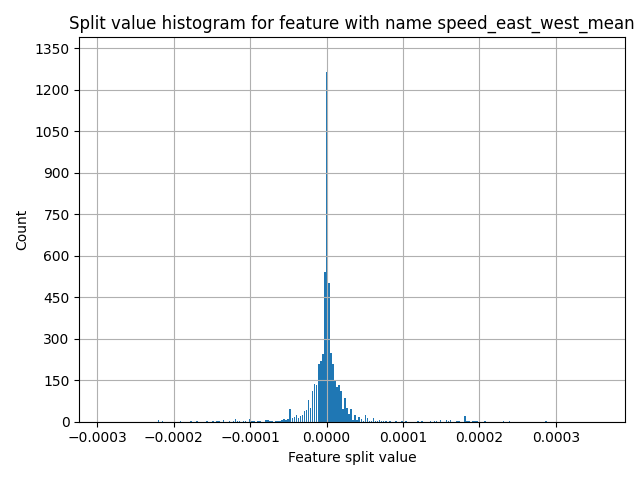 Split value histogram for feature with name speed_east_west_mean
1350
1200
1050
900
750
600
450
300
150
0
Count
−0.0003 −0.0002 −0.0001 0.0000 0.0001 0.0002 0.0003
Feature split value